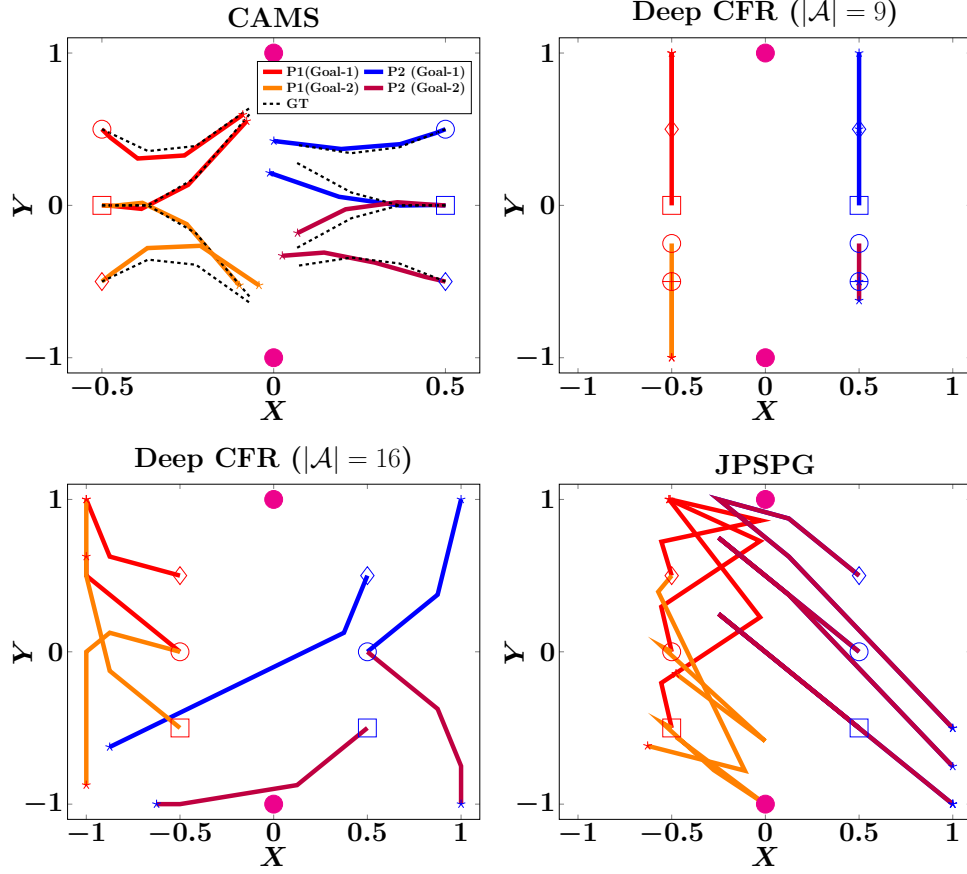 CAMS
Deep CFR (|𝒜| = 9)
P1(Goal-1) P2 (Goal-1)
P1(Goal-2) P2 (Goal-2)
GT
1
0
−1
Y
−0.5 0 0.5
X
1
0
−1
Y
−1 −0.5 0 0.5 1
X
Deep CFR (|𝒜| = 16)
JPSPG
1
0
−1
Y
−1 −0.5 0 0.5 1
X
1
0
−1
Y
−1 −0.5 0 0.5 1
X